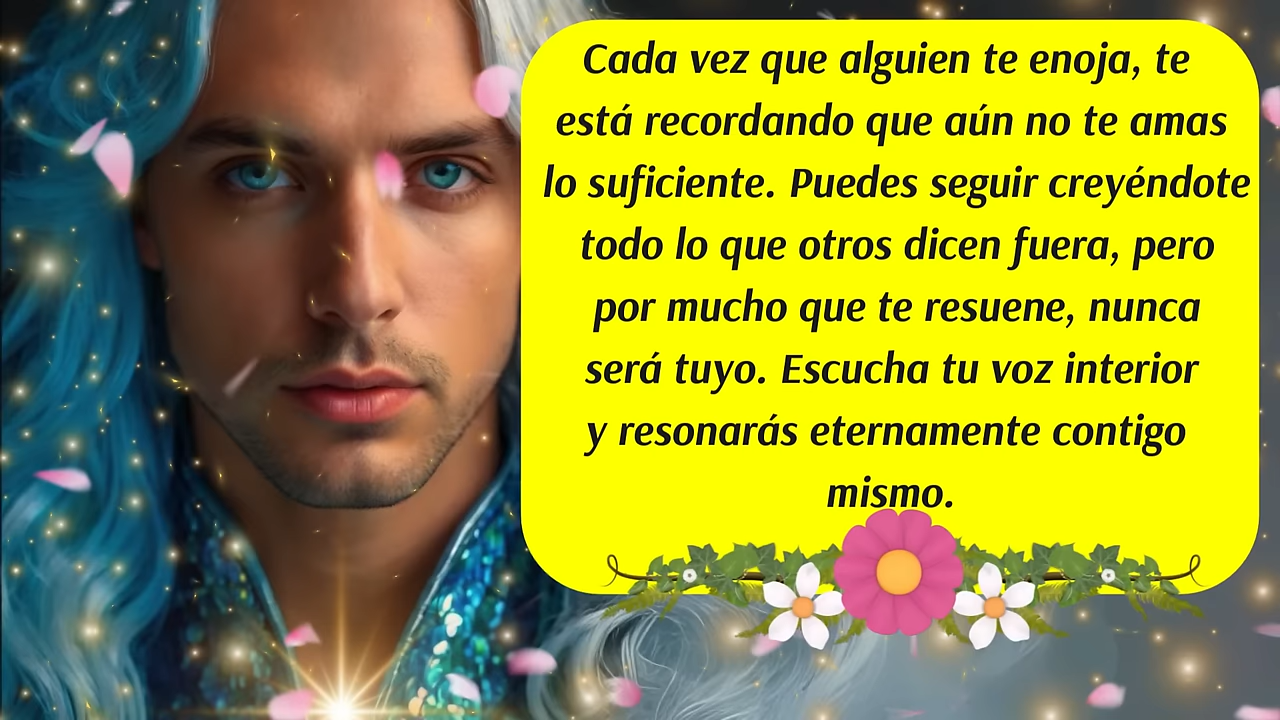 Cada vez que alguien te enoja, te
está recordando que aún no te amas
lo suficiente. Puedes seguir creyéndote
todo lo que otros dicen fuera, pero
por mucho que te resuene, nunca
será tuyo. Escucha tu voz interior
y resonarás eternamente contigo
mismo.